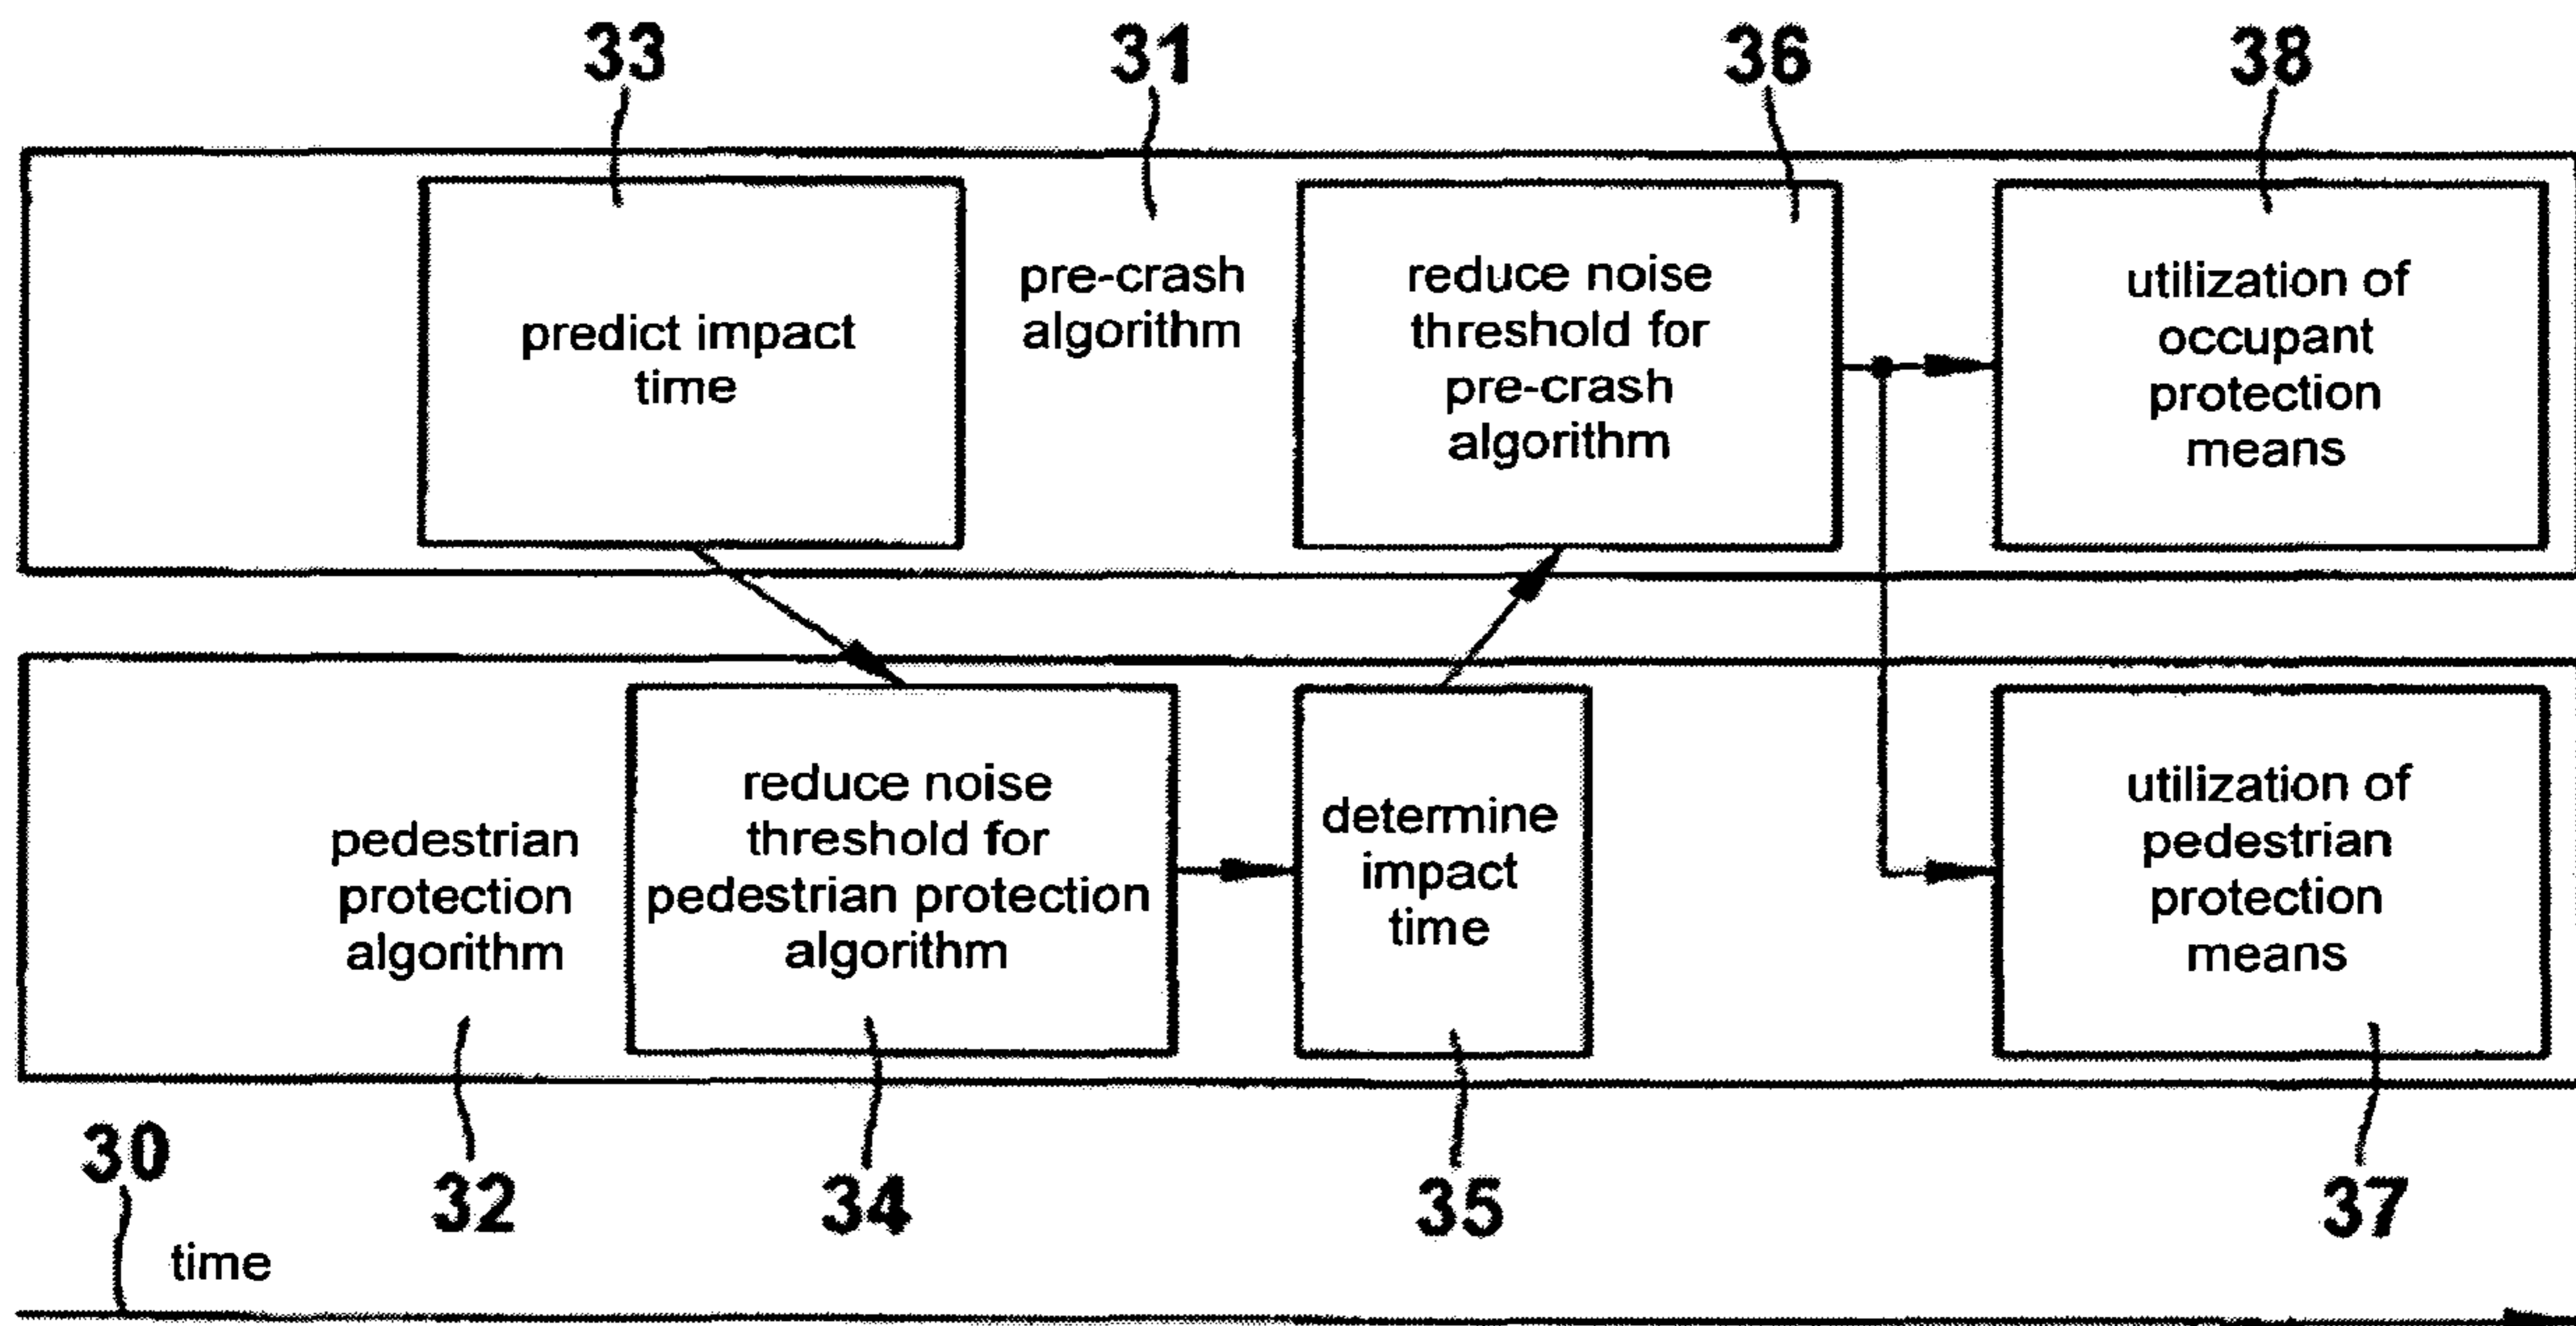 33
31
36
38
predict impact
time
pre-crash
algorithm
reduce noise
threshold for
pre-crash
algorithm
utilization of
occupant
protection
means
pedestrian
protection
algorithm
reduce noise
threshold for
pedestrian protection
algorithm
determine
impact
time
utilization of
pedestrian
protection
means
30
32
34
35
37
time